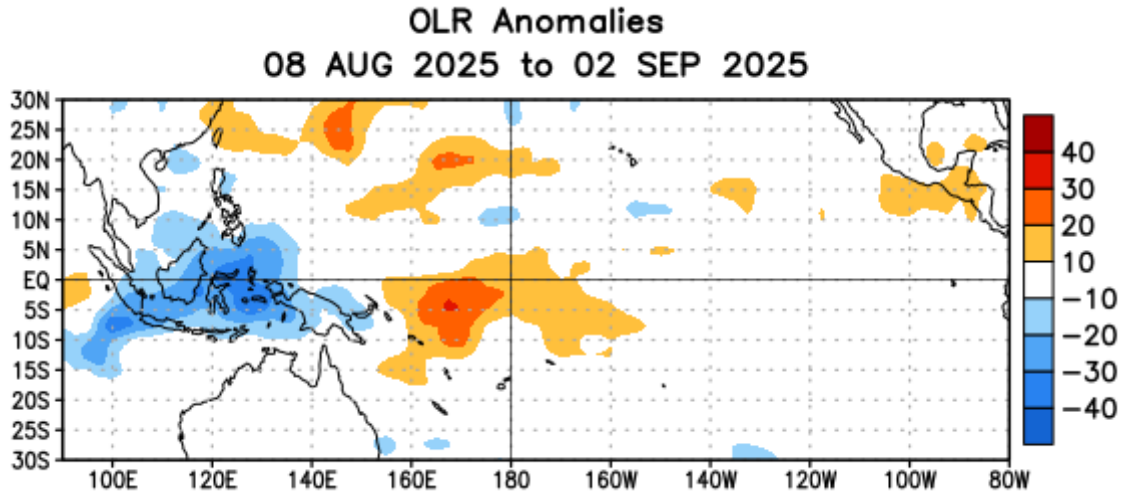 OLR Anomalies
08 AUG 2025 to 02 SEP 2025
30N
25N
20N
15N
10N
5N
EQ
5S
10S
15S
20S
25S
30S
100E 120E 140E 160E 180 160W 140W 120W 100W 80W
40
30
20
10
-10
-20
-30
-40